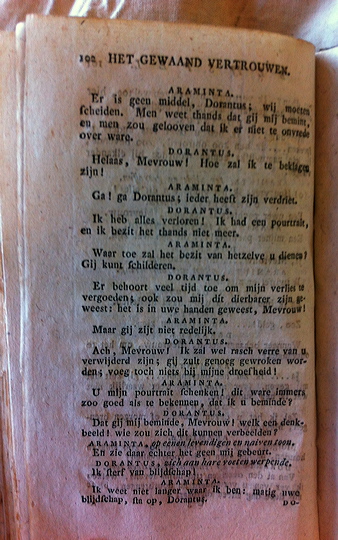 102 HET GEWAAND VERTROUWEN.
ARAMINTA.
Er is geen middel, Dorantus; wij moeten
scheiden. Men weet thands dat gij mij bemint,
en men zou gelooven dat ik er niet te onvrede
over ware.
DORANTUS.
Helaas, Mevrouw! Hoe zal ik te beklagen
zijn!
ARAMINTA.
Ga! ga Dorantus; ieder heeft zijn verdriet.
DORANTUS.
Ik heb alles verloren! Ik had een pourtrait,
en ik bezit het thands niet meer.
ARAMINTA.
Waar toe zal het bezit van hetzelve u dienen?
Gij kunt schilderen.
DORANTUS.
Er behoort veel tijd toe om mijn verlies te
vergoeden; ook zou mij dit dierbaar zijn ge-
weest: het is in uwe handen geweest, Mevrouw!
ARAMINTA.
Maar gij zijt niet redelijk.
DORANTUS.
Ach, Mevrouw! Ik zal wel rasch verre van u
verwijderd zijn; gij zult genoeg gewroken wor-
den; voeg toch niets bij mijne droefheid!
ARAMINTA.
U mijn pourtrait schenken! dit ware immers
zoo goed als te bekennen, dat ik u beminde?
DORANTUS.
Dat gij mij beminde, Mevrouw! welk een denk-
beeld! wie zou zich dit kunnen verbeelden?
ARAMINTA, op eenen levendigen en naiven toon.
En zie daar echter het geen mij gebeurt.
DORANTUS, zich aan hare voeten werpende.
Ik sterf van blijdschap!
ARAMINTA.
Ik weet niet langer waar ik ben: matig uwe
blijdschap, sta op, Dorantus.
DO-